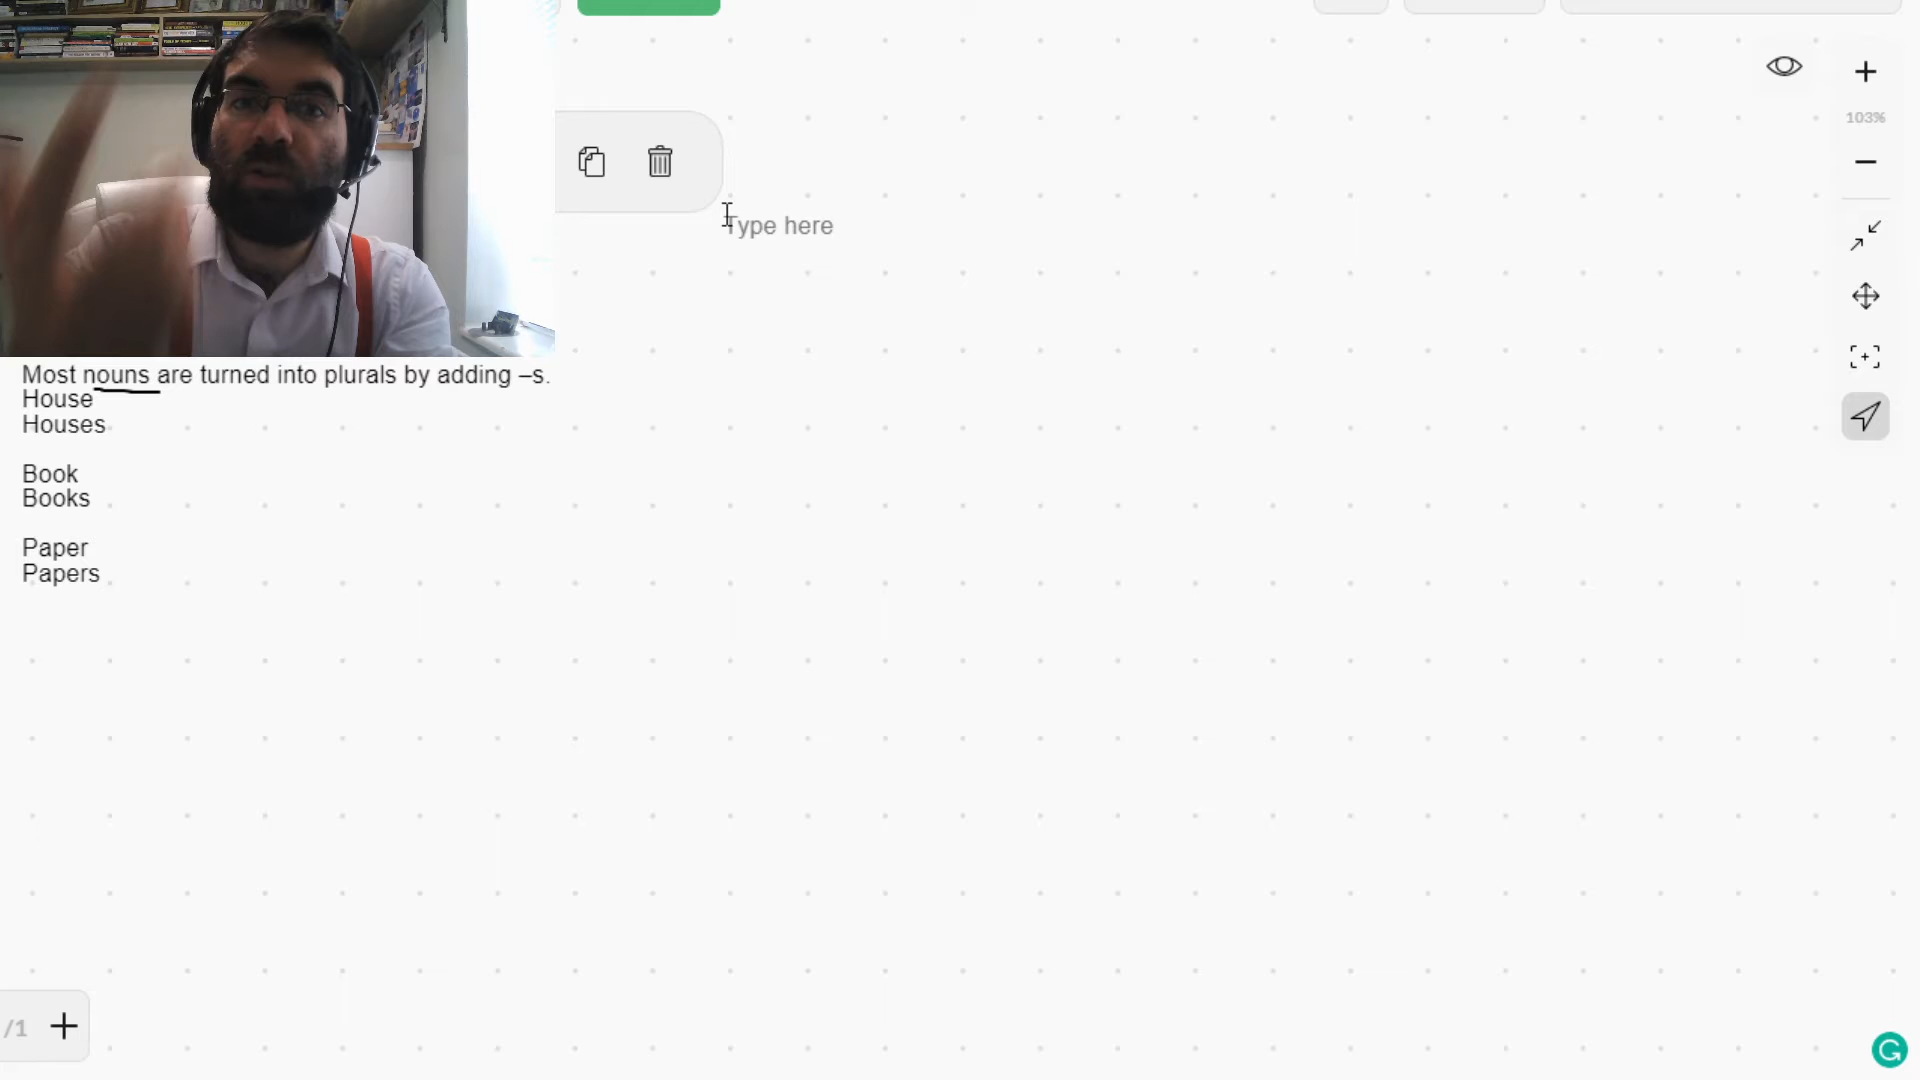 103%
Type here
Most nouns are turned into plurals by adding –s.
House
Houses
Book
Books
Paper
Papers
/1